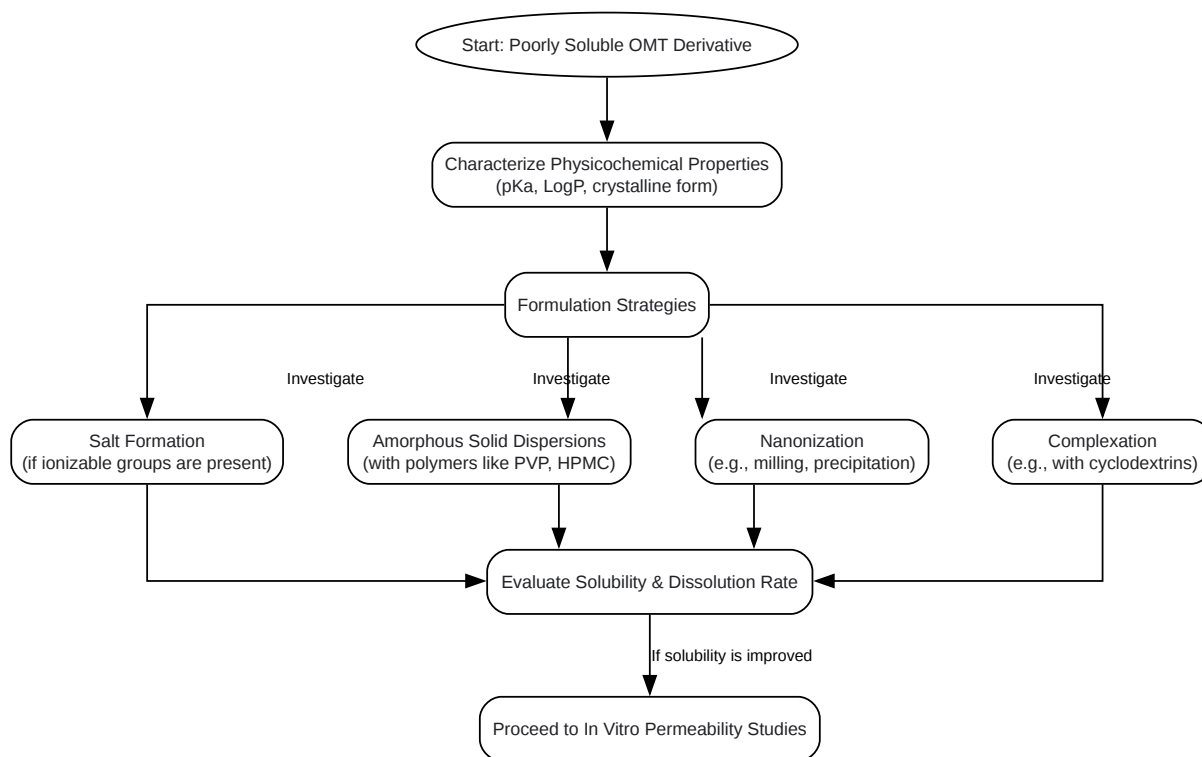 Start: Poorly Soluble OMT Derivative
Characterize Physicochemical Properties
(pKa, LogP, crystalline form)
Formulation Strategies
Investigate
Investigate
Investigate
Investigate
Salt Formation
(if ionizable groups are present)
Amorphous Solid Dispersions
(with polymers like PVP, HPMC)
Nanonization
(e.g., milling, precipitation)
Complexation
(e.g., with cyclodextrins)
Evaluate Solubility & Dissolution Rate
If solubility is improved
Proceed to In Vitro Permeability Studies